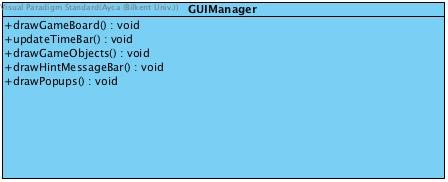 Visual Paradigm Standard(Ayca (Bilkent Univ.))
GUIManager
+drawGameBoard() : void
+updateTimeBar() : void
+drawGameObjects() : void
+drawHintMessageBar() : void
+drawPopups() : void